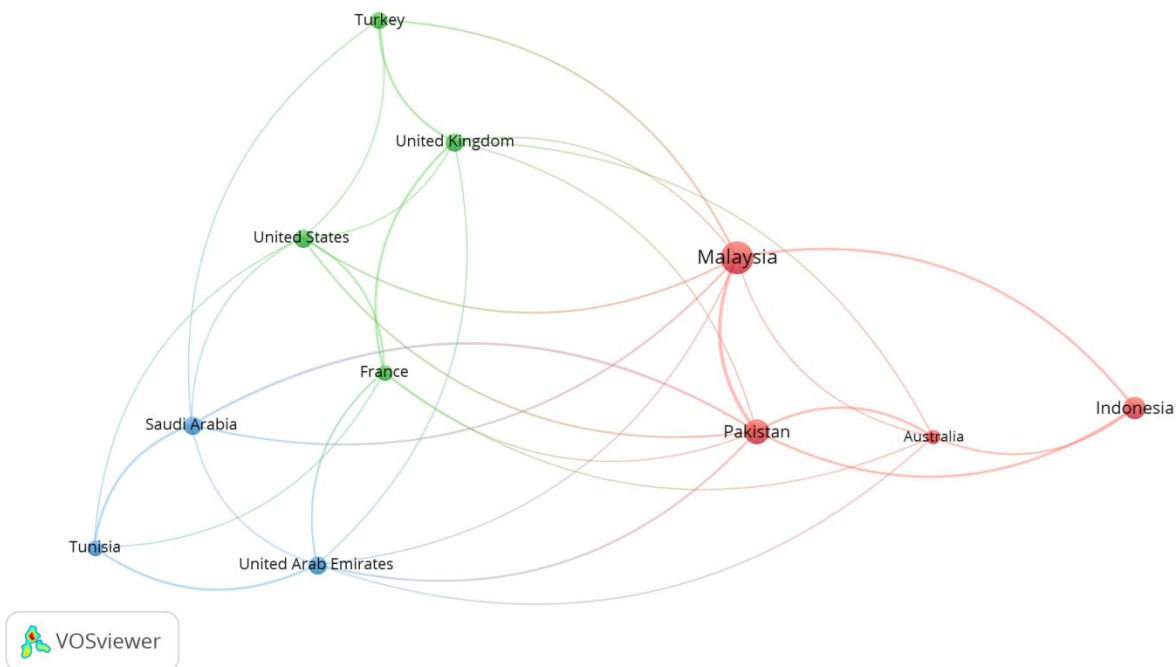 Turkey
United Kingdom
United States
Malaysia
France
Indonesia
Saudi Arabia
Pakistan
Australia
Tunisia
United Arab Emirates
VOSviewer